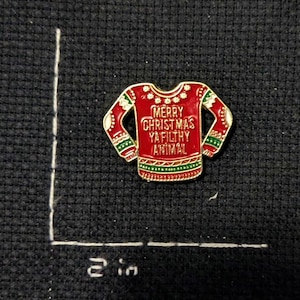 MERRY
CHRISTMAS
YA FILTHY
ANIMAL
2 in